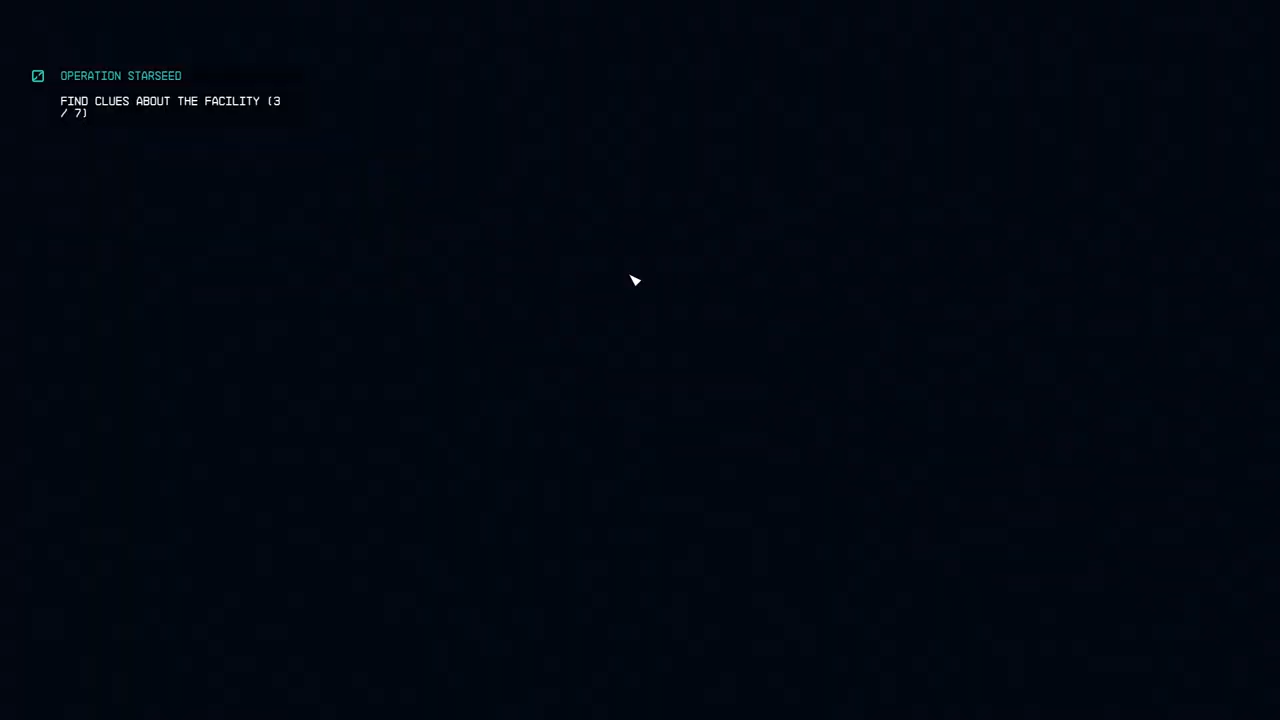 OPERATION STARSEED
FIND CLUES ABOUT THE FACILITY (3
/ 7)